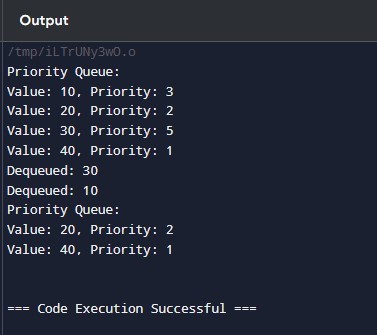 Output
/tmp/iLTrUNy3wO.o
Priority Queue:
Value: 10, Priority: 3
Value: 20, Priority: 2
Value: 30, Priority: 5
Value: 40, Priority: 1
Dequeued: 30
Dequeued: 10
Priority Queue:
Value: 20, Priority: 2
Value: 40, Priority: 1
=== Code Execution Successful ===